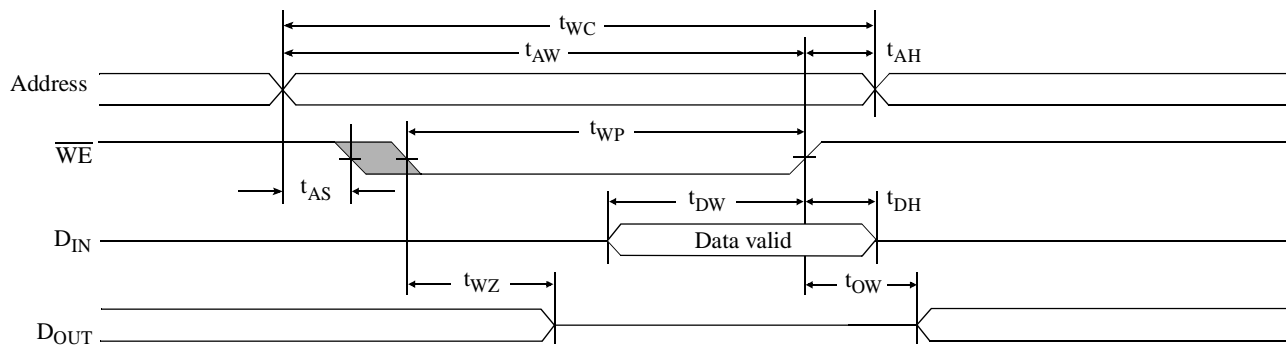 tWC
tAW
tAH
Address
tWP
WE
tAS
tDW
tDH
DIN
Data valid
tWZ
tOW
DOUT